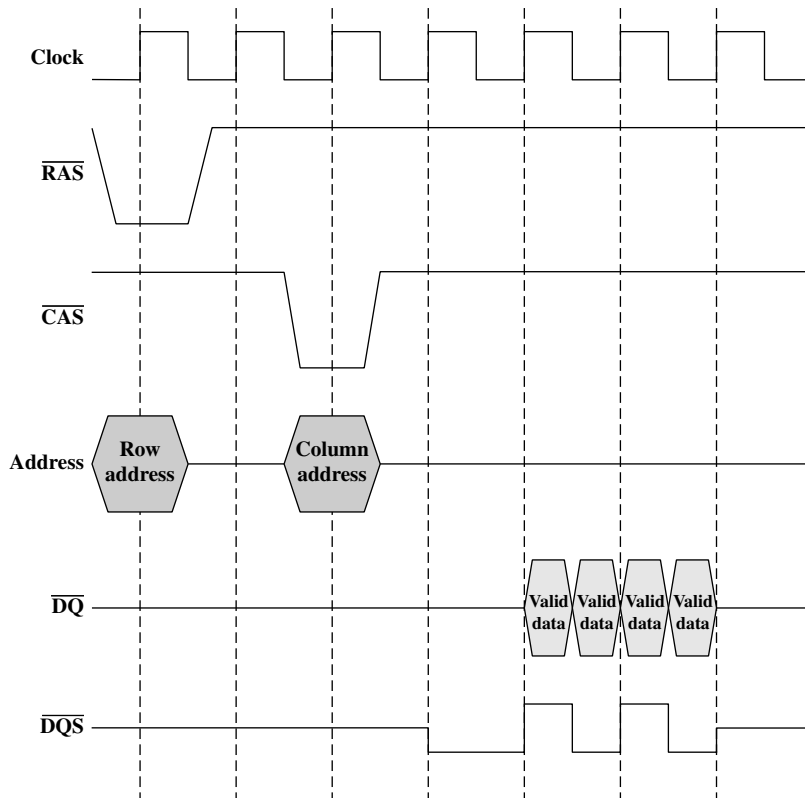 Clock
RAS
CAS
Address
Row
address
Column
address
DQ
Valid
data
Valid
data
Valid
data
Valid
data
DQS